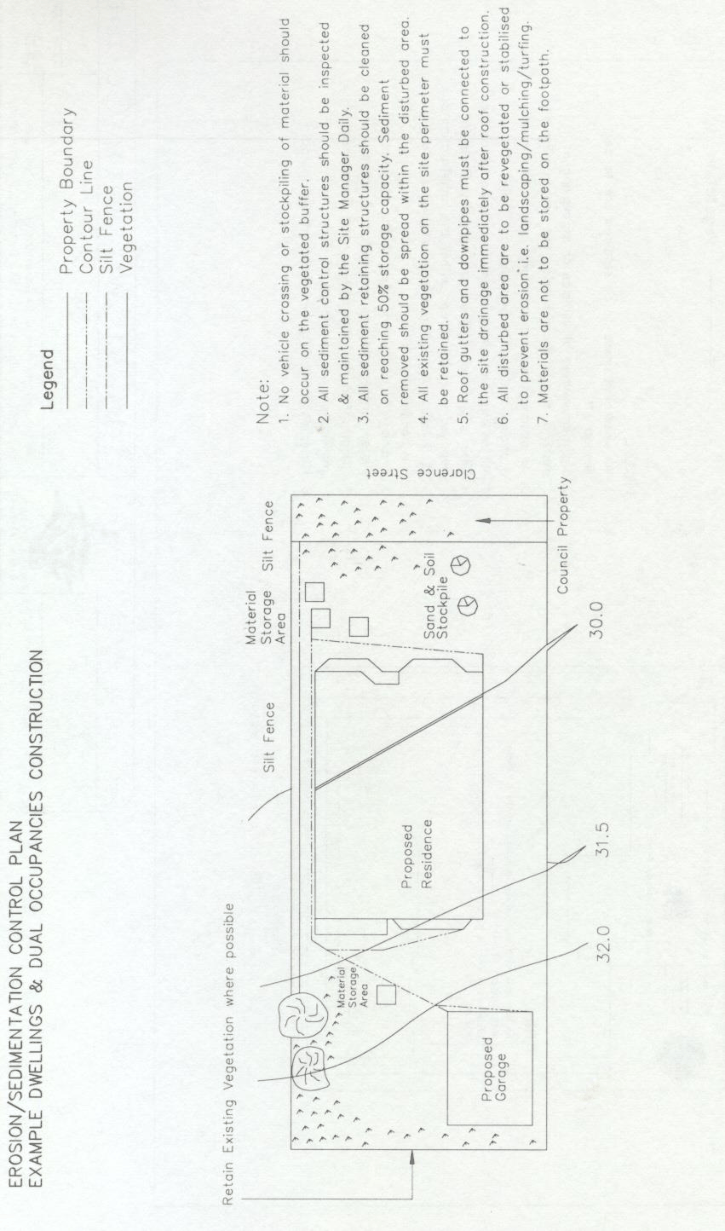 EROSION/SEDIMENTATION CONTROL PLAN
EXAMPLE DWELLINGS & DUAL OCCUPANCIES CONSTRUCTION
Legend
Property Boundary
Contour Line
Silt Fence
Vegetation
Retain Existing Vegetation where possible
Silt Fence
Material
Storage
Area
Silt Fence
Clarence Street
Material
Storage
Area
Proposed
Residence
Sand & Soil
Stockpile
Proposed
Garage
Council Property
32.0
31.5
30.0
Note:
1. No vehicle crossing or stockpiling of material should
occur on the vegetated buffer.
2. All sediment control structures should be inspected
& maintained by the Site Manager Daily.
3. All sediment retaining structures should be cleaned
on reaching 50% storage capacity. Sediment
removed should be spread within the disturbed area.
4. All existing vegetation on the site perimeter must
be retained.
5. Roof gutters and downpipes must be connected to
the site drainage immediately after roof construction.
6. All disturbed area are to be revegetated or stabilised
to prevent erosion" i.e. landscaping/mulching/turfing.
7. Materials are not to be stored on the footpath.